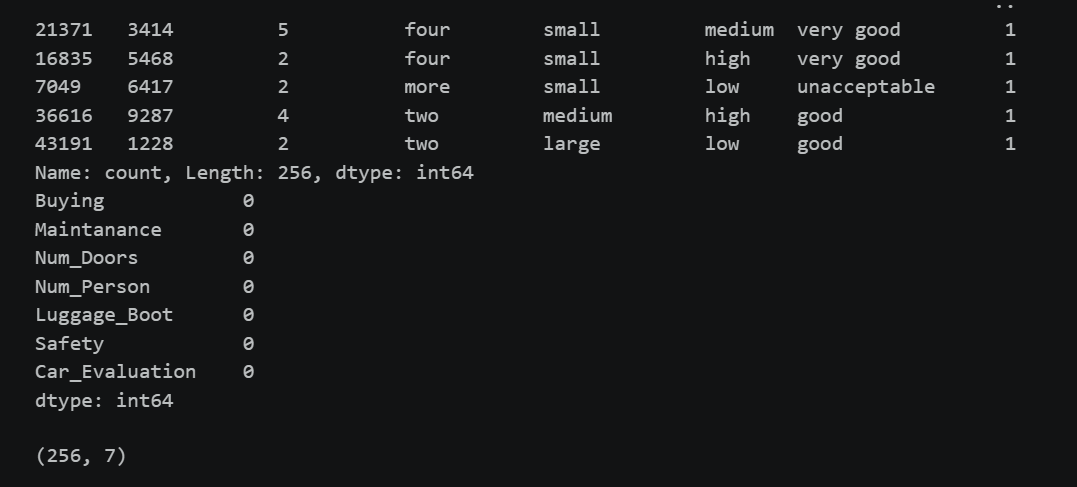 ..
21371 3414 5 four small medium very good 1
16835 5468 2 four small high very good 1
7049 6417 2 more small low unacceptable 1
36616 9287 4 two medium high good 1
43191 1228 2 two large low good 1
Name: count, Length: 256, dtype: int64
Buying 0
Maintanance 0
Num_Doors 0
Num_Person 0
Luggage_Boot 0
Safety 0
Car_Evaluation 0
dtype: int64
(256, 7)